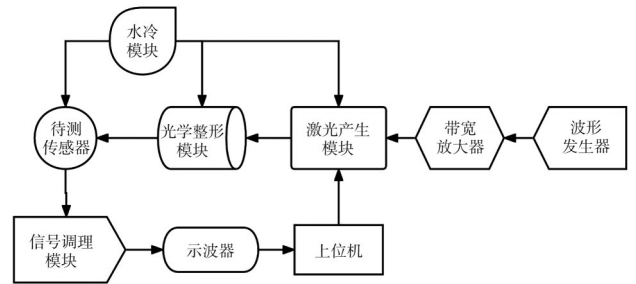 水冷
模块
待测
传感器
光学整形
模块
激光产生
模块
带宽
放大器
波形
发生器
信号调理
模块
示波器
上位机